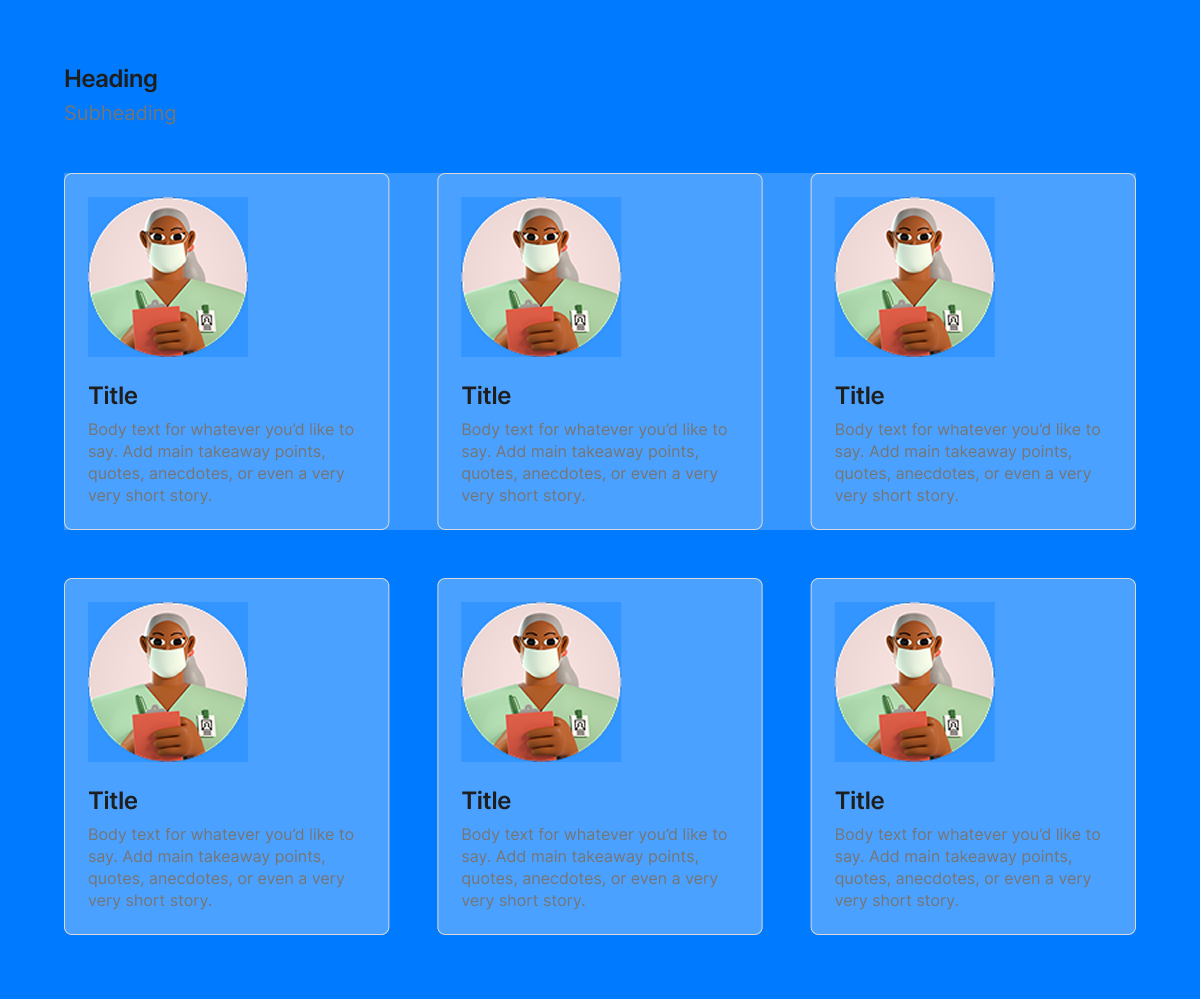 Heading
Subheading
Title
Body text for whatever you’d like to
say. Add main takeaway points,
quotes, anecdotes, or even a very
very short story.
Title
Body text for whatever you’d like to
say. Add main takeaway points,
quotes, anecdotes, or even a very
very short story.
Title
Body text for whatever you’d like to
say. Add main takeaway points,
quotes, anecdotes, or even a very
very short story.
Title
Body text for whatever you’d like to
say. Add main takeaway points,
quotes, anecdotes, or even a very
very short story.
Title
Body text for whatever you’d like to
say. Add main takeaway points,
quotes, anecdotes, or even a very
very short story.
Title
Body text for whatever you’d like to
say. Add main takeaway points,
quotes, anecdotes, or even a very
very short story.